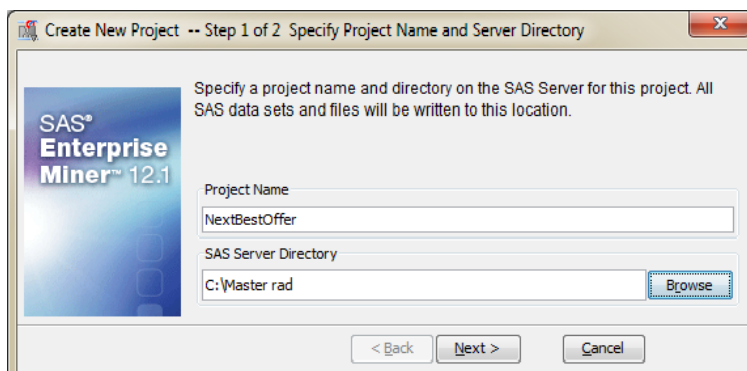 Create New Project -- Step 1 of 2 Specify Project Name and Server Directory
Specify a project name and directory on the SAS Server for this project. All
SAS data sets and files will be written to this location.
SAS®
Enterprise
Miner™ 12.1
Project Name
NextBestOffer
SAS Server Directory
C:\Master rad
Browse
< Back
Next >
Cancel